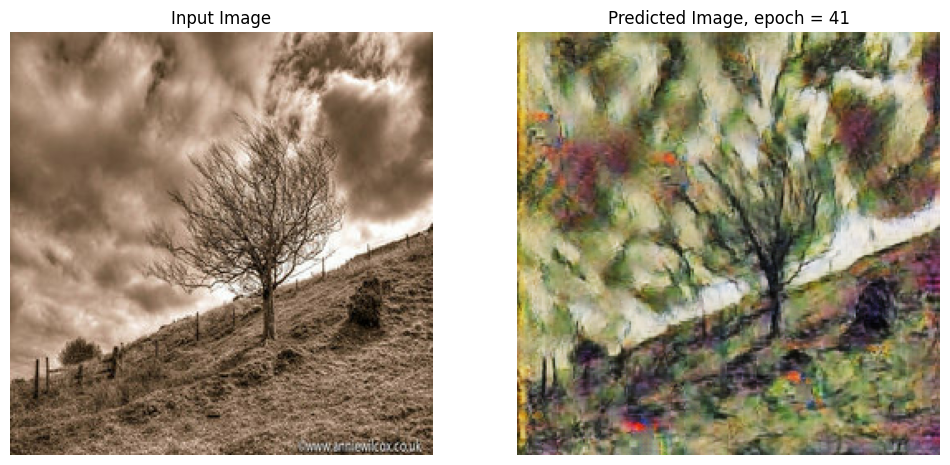 Input Image
Predicted Image, epoch = 41
©www.anniewilcox.co.uk